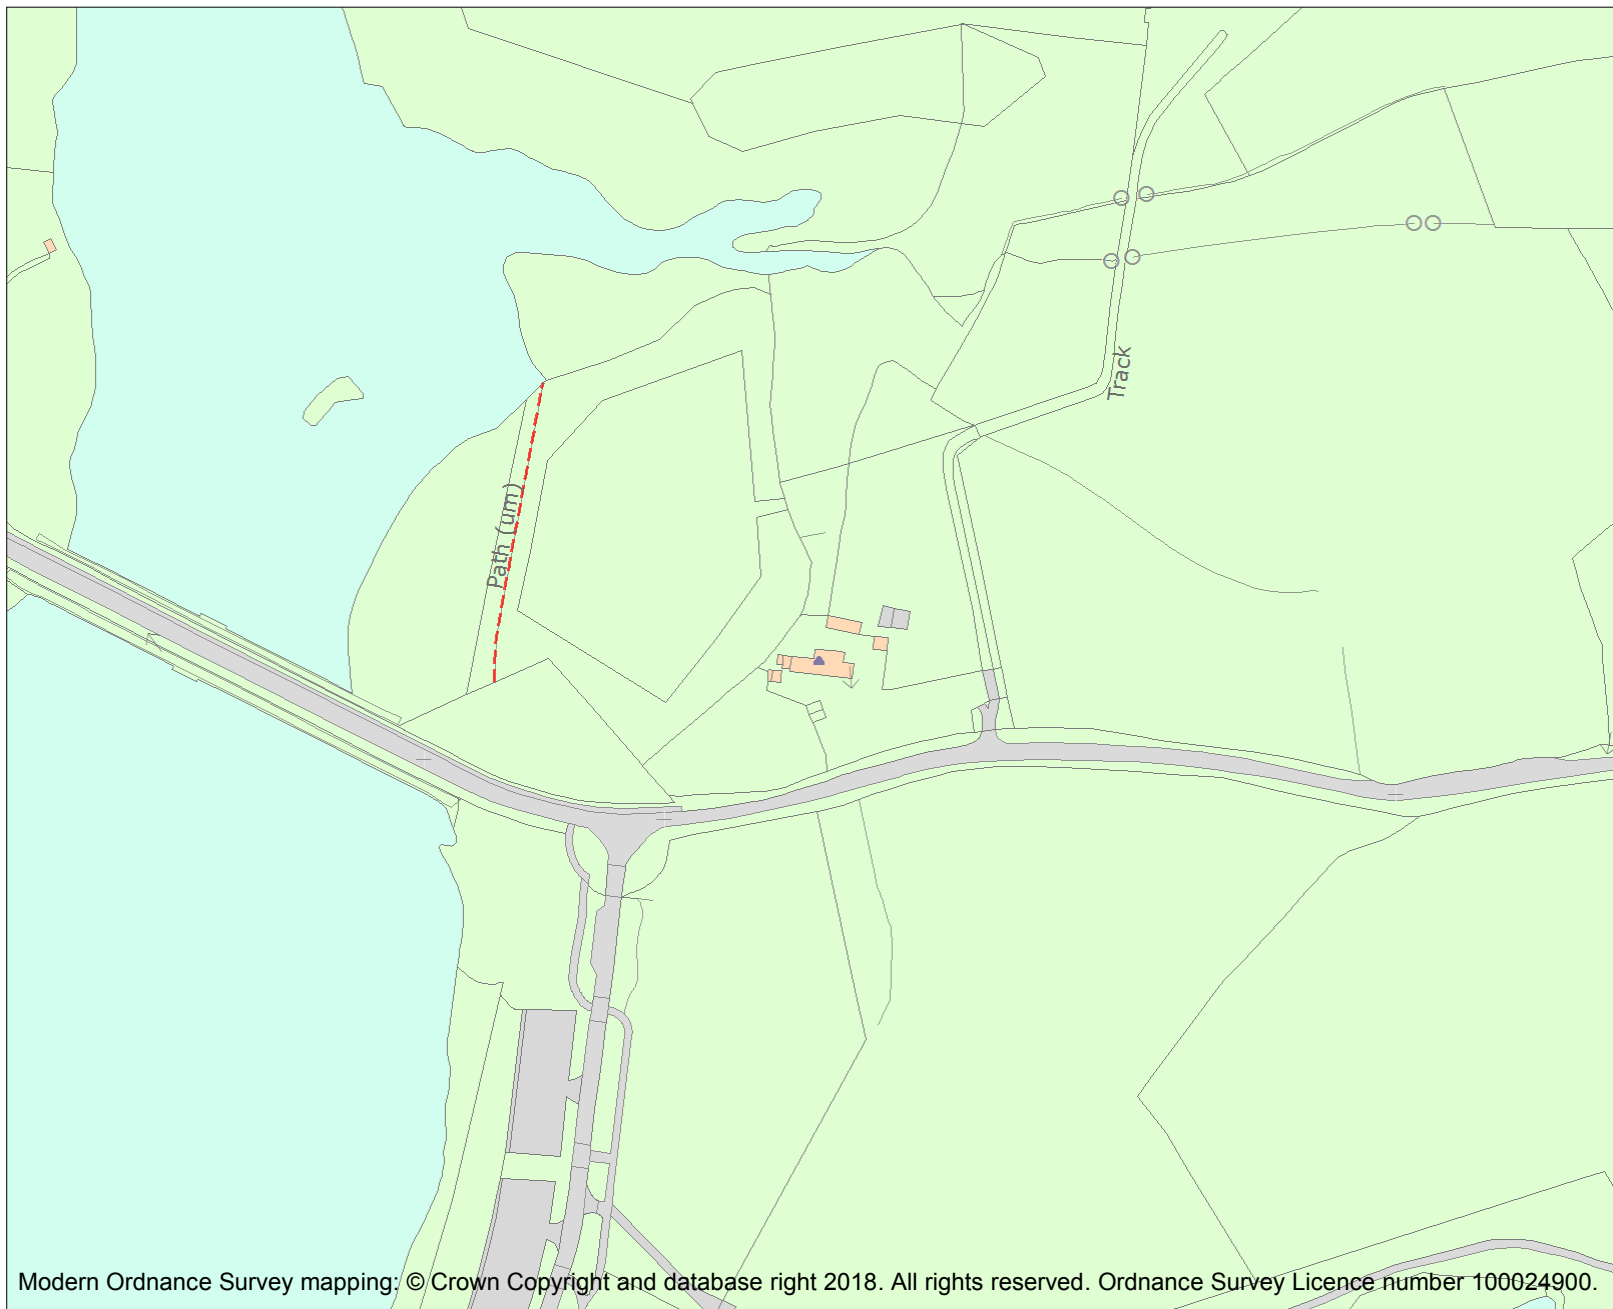 Track
Path (um)
Modern Ordnance Survey mapping: © Crown Copyright and database right 2018. All rights reserved. Ordnance Survey Licence number 100024900.